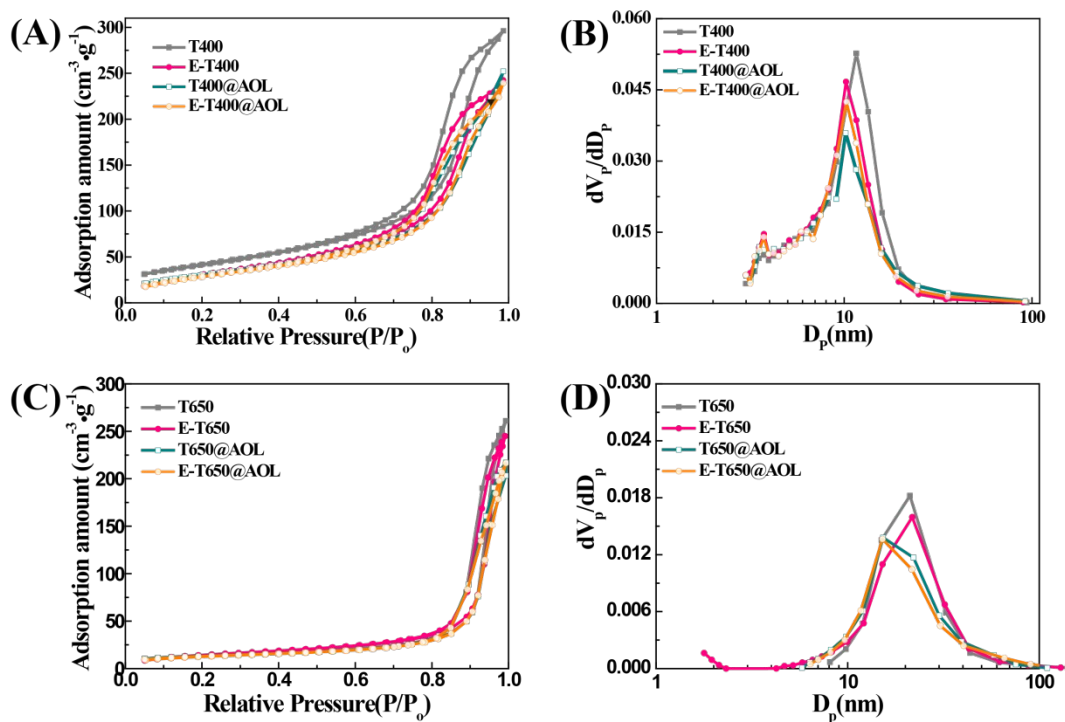 (A)
Adsorption amount (cm⁻³•g⁻¹)
300
250
200
150
100
50
0
T400
E-T400
T400@AOL
E-T400@AOL
0.0 0.2 0.4 0.6 0.8 1.0
Relative Pressure(P/Pₒ)
(B)
dVₚ/dDₚ
0.060
0.045
0.030
0.015
0.000
T400
E-T400
T400@AOL
E-T400@AOL
1 10 100
Dₚ(nm)
(C)
Adsorption amount (cm⁻³•g⁻¹)
300
250
200
150
100
50
0
T650
E-T650
T650@AOL
E-T650@AOL
0.0 0.2 0.4 0.6 0.8 1.0
Relative Pressure(P/Pₒ)
(D)
dVₚ/dDₚ
0.030
0.024
0.018
0.012
0.006
0.000
T650
E-T650
T650@AOL
E-T650@AOL
1 10 100
Dₚ(nm)